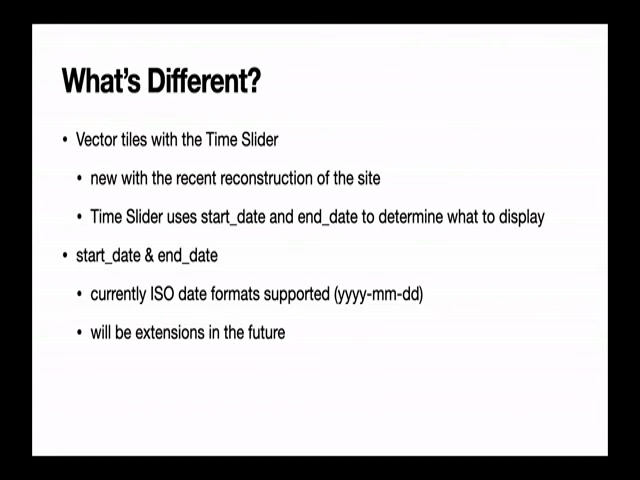 What's Different?
• Vector tiles with the Time Slider
• new with the recent reconstruction of the site
• Time Slider uses start_date and end_date to determine what to display
• start_date & end_date
• currently ISO date formats supported (yyyy-mm-dd)
• will be extensions in the future